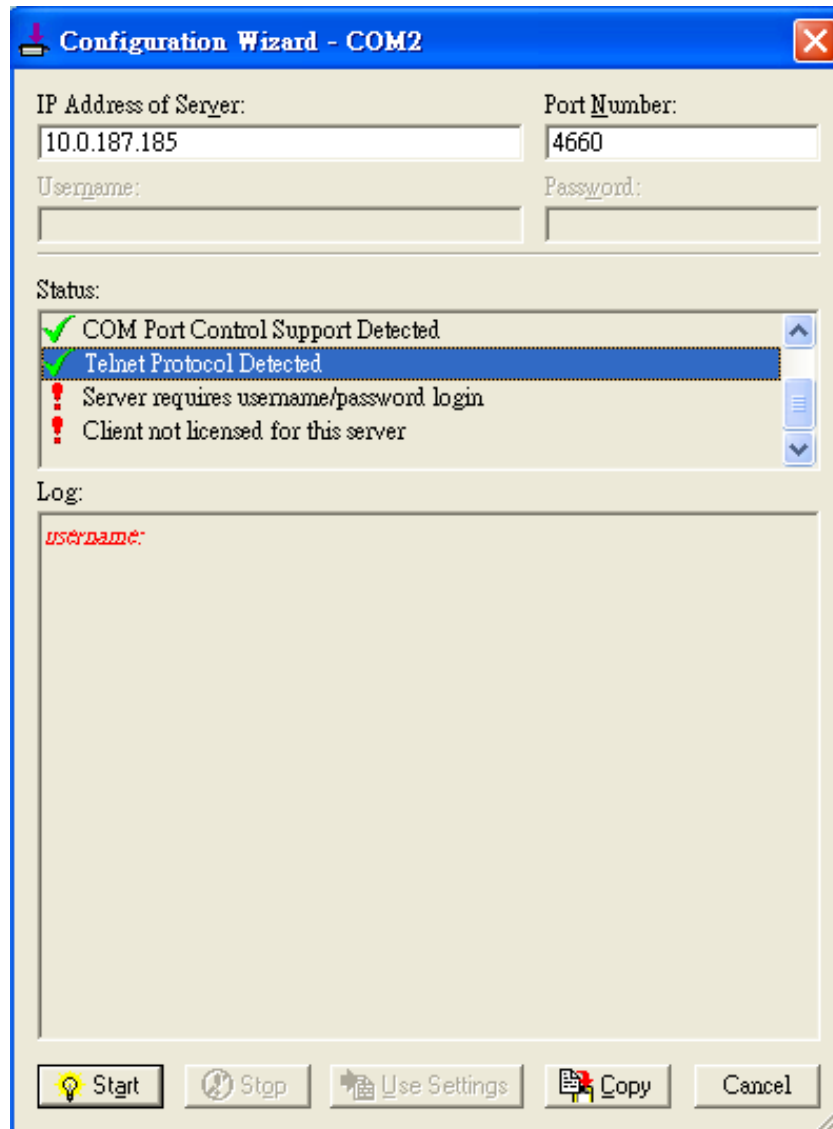 Configuration Wizard - COM2
IP Address of Server: Port Number:
10.0.187.185 4660
Username: Password:
Status:
COM Port Control Support Detected
Telnet Protocol Detected
Server requires username/password login
Client not licensed for this server
Log:
username:
Start Stop Use Settings Copy Cancel